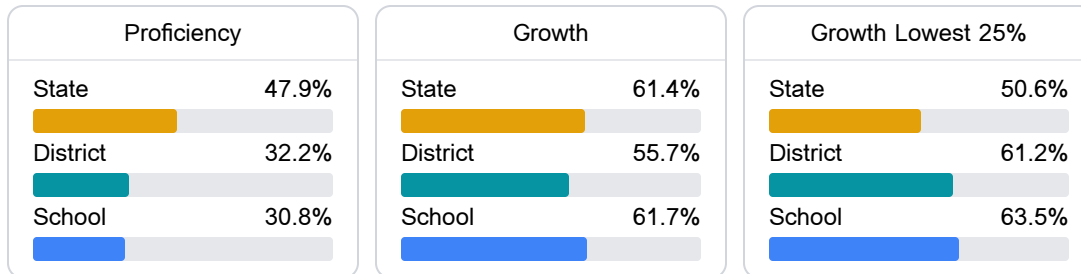 Proficiency
State 47.9%
District 32.2%
School 30.8%
Growth
State 61.4%
District 55.7%
School 61.7%
Growth Lowest 25%
State 50.6%
District 61.2%
School 63.5%